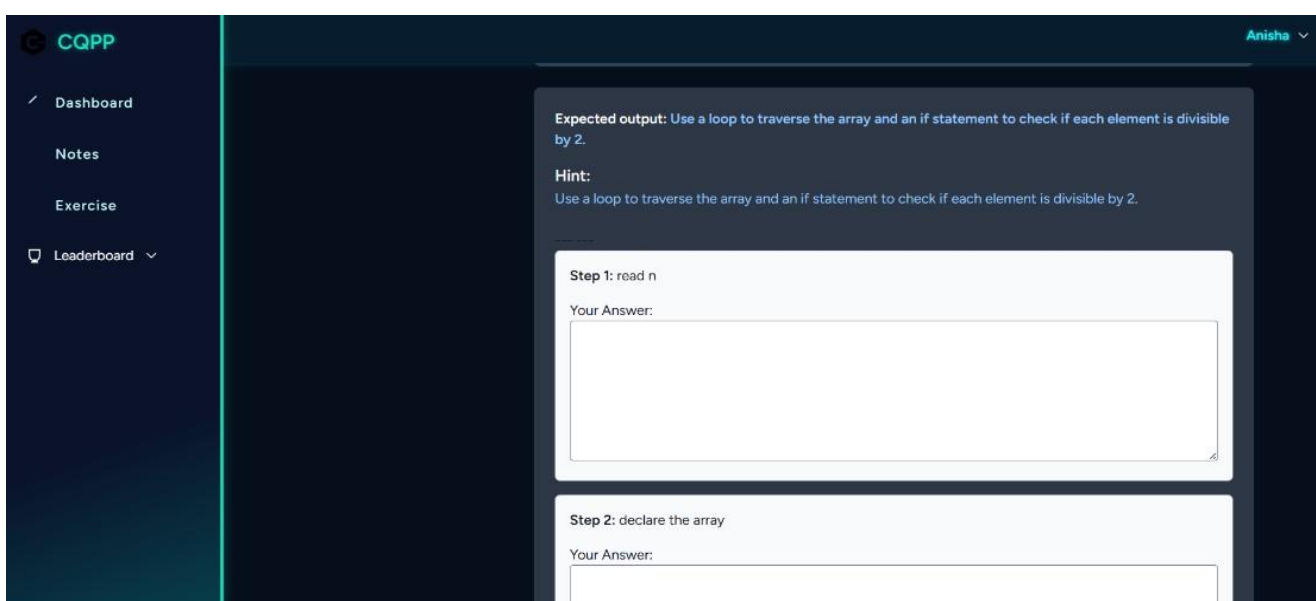 CQPP
Anisha
Dashboard
Notes
Exercise
Leaderboard
Expected output: Use a loop to traverse the array and an if statement to check if each element is divisible
by 2.
Hint:
Use a loop to traverse the array and an if statement to check if each element is divisible by 2.
--- ---
Step 1: read n
Your Answer:
Step 2: declare the array
Your Answer: